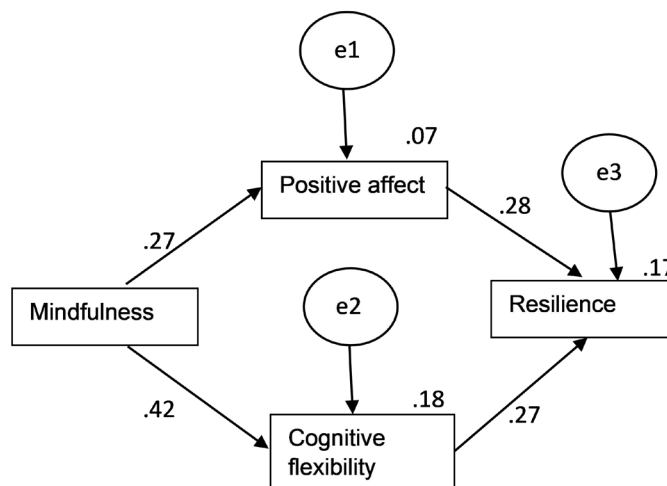 e1
.07
Positive affect
e3
.28
.27
.17
Mindfulness
e2
Resilience
.42
.18
.27
Cognitive
flexibility